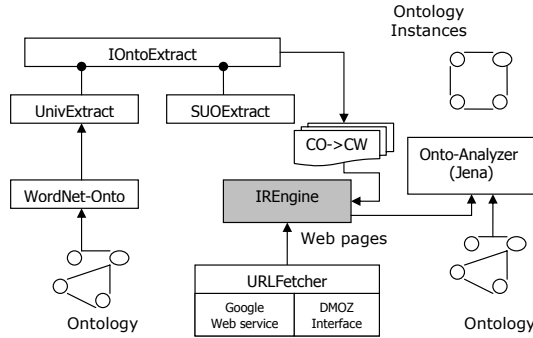 Ontology
Instances
IOntoExtract
UnivExtract
SUOExtract
CO->CW
Onto-Analyzer
(Jena)
WordNet-Onto
IREngine
Web pages
URLFetcher
Google
Web service
DMOZ
Interface
Ontology
Ontology